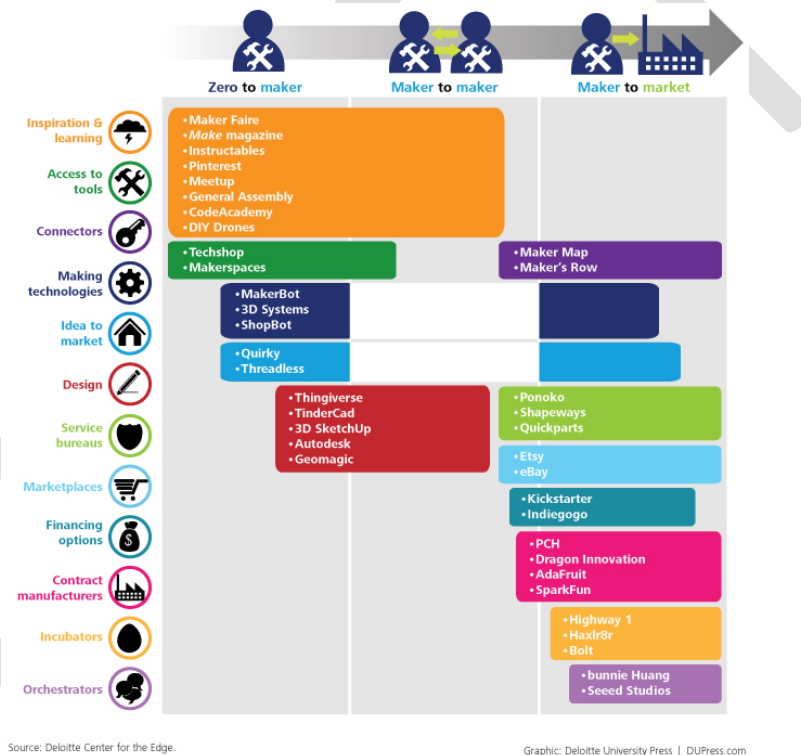 Zero to maker
Maker to maker
Maker to market
Inspiration &
learning
Access to
tools
Connectors
Making
technologies
Idea to
market
Design
Service
bureaus
Marketplaces
Financing
options
Contract
manufacturers
Incubators
Orchestrators
•Maker Faire
•Make magazine
•Instructables
•Pinterest
•Meetup
•General Assembly
•CodeAcademy
•DIY Drones
•Techshop
•Makerspaces
•Maker Map
•Maker's Row
•MakerBot
•3D Systems
•ShopBot
•Quirky
•Threadless
•Thingiverse
•TinderCad
•3D SketchUp
•Autodesk
•Geomagic
•Ponoko
•Shapeways
•Quickparts
•Etsy
•eBay
•Kickstarter
•Indiegogo
•PCH
•Dragon Innovation
•AdaFruit
•SparkFun
•Highway 1
•Haxlr8r
•Bolt
•bunnie Huang
•Seeed Studios
$
Source: Deloitte Center for the Edge.
Graphic: Deloitte University Press | DUPress.com